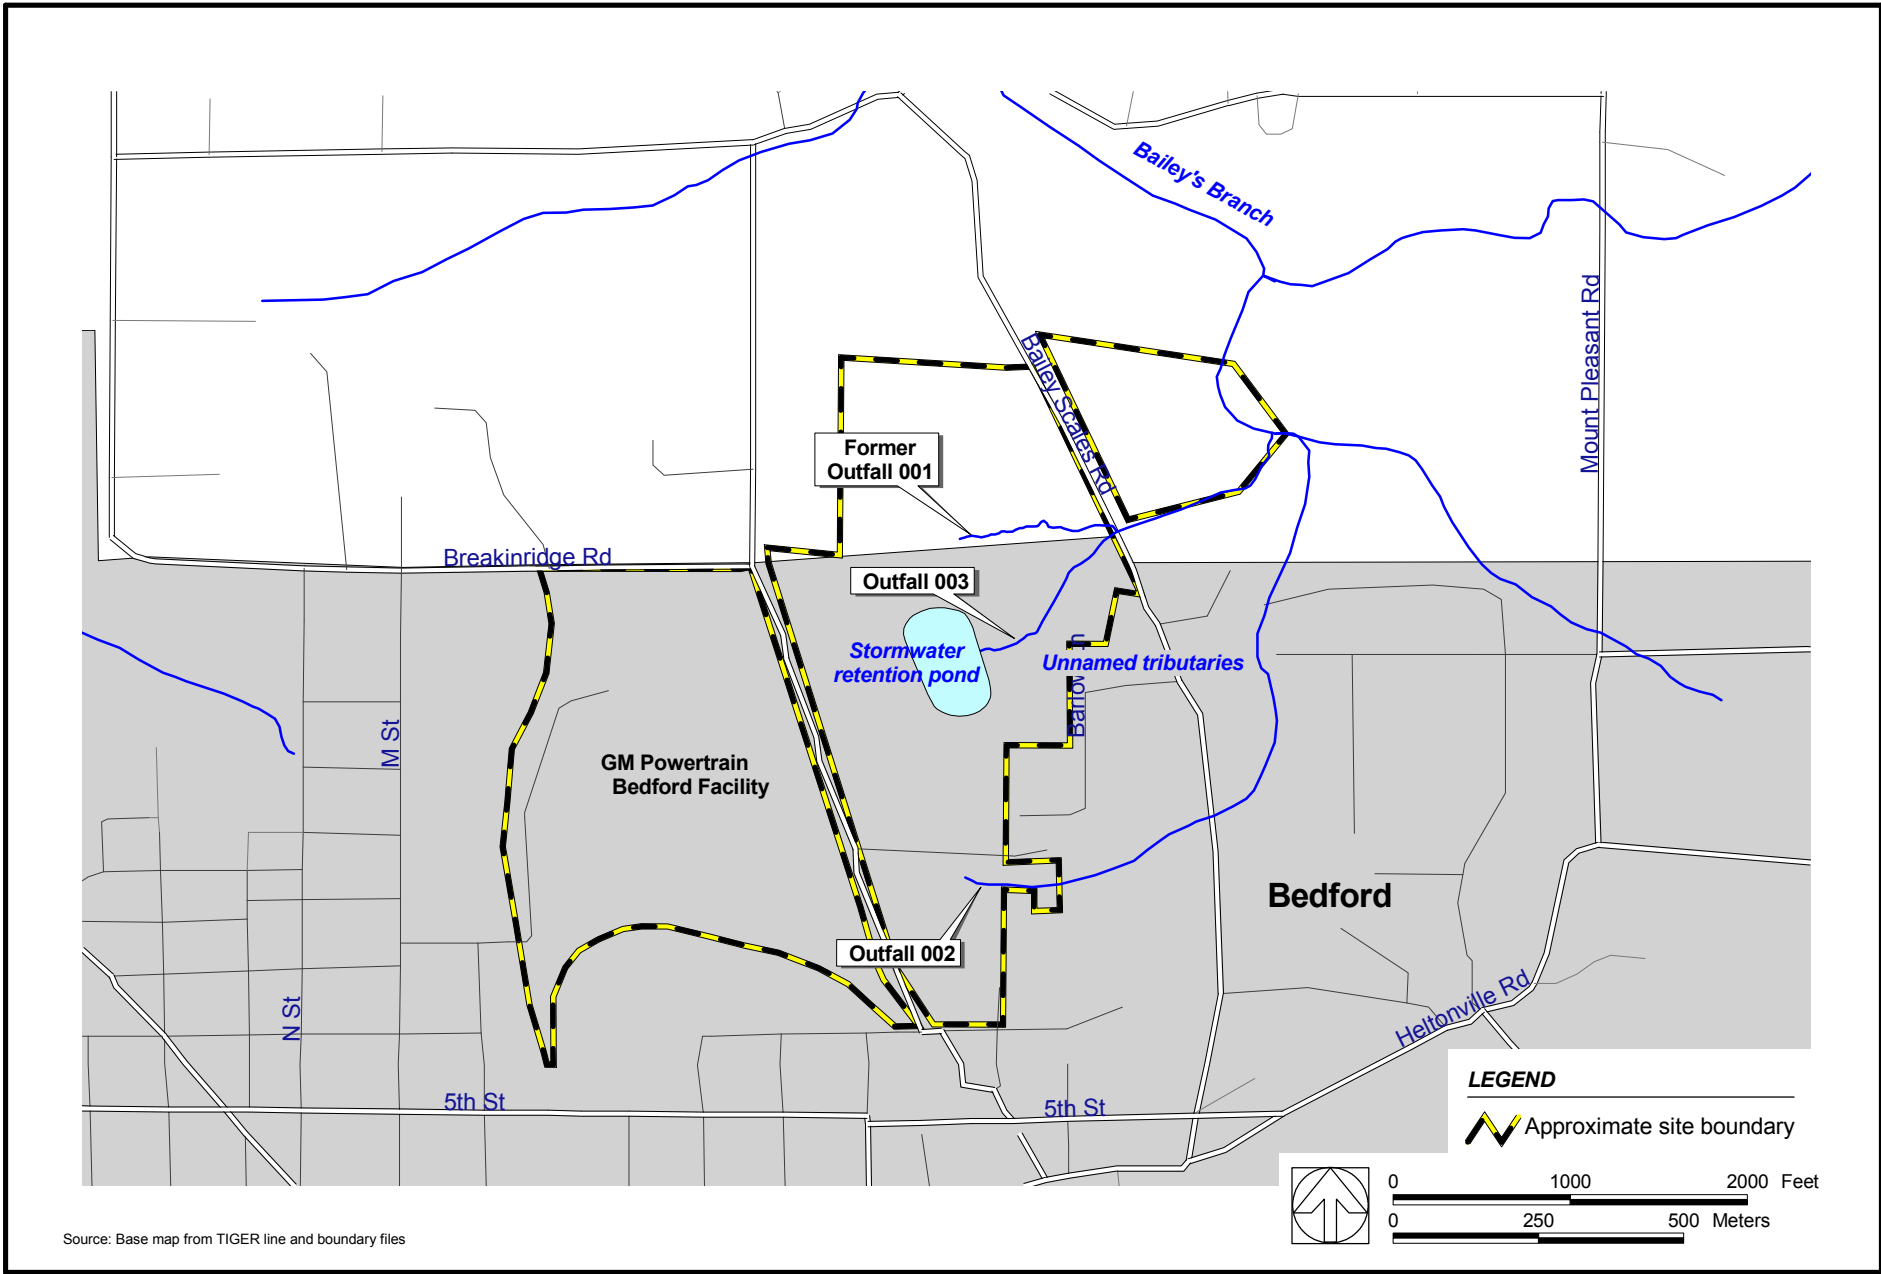 Bailey's Branch
Mount Pleasant Rd
Bailey Scales Rd
Former
Outfall 001
Breakinridge Rd
Outfall 003
Stormwater
retention pond
Unnamed tributaries
M St
GM Powertrain
Bedford Facility
Bedford
Outfall 002
N St
Heltonville Rd
5th St
5th St
LEGEND
Approximate site boundary
0 1000 2000 Feet
0 250 500 Meters
Source: Base map from TIGER line and boundary files